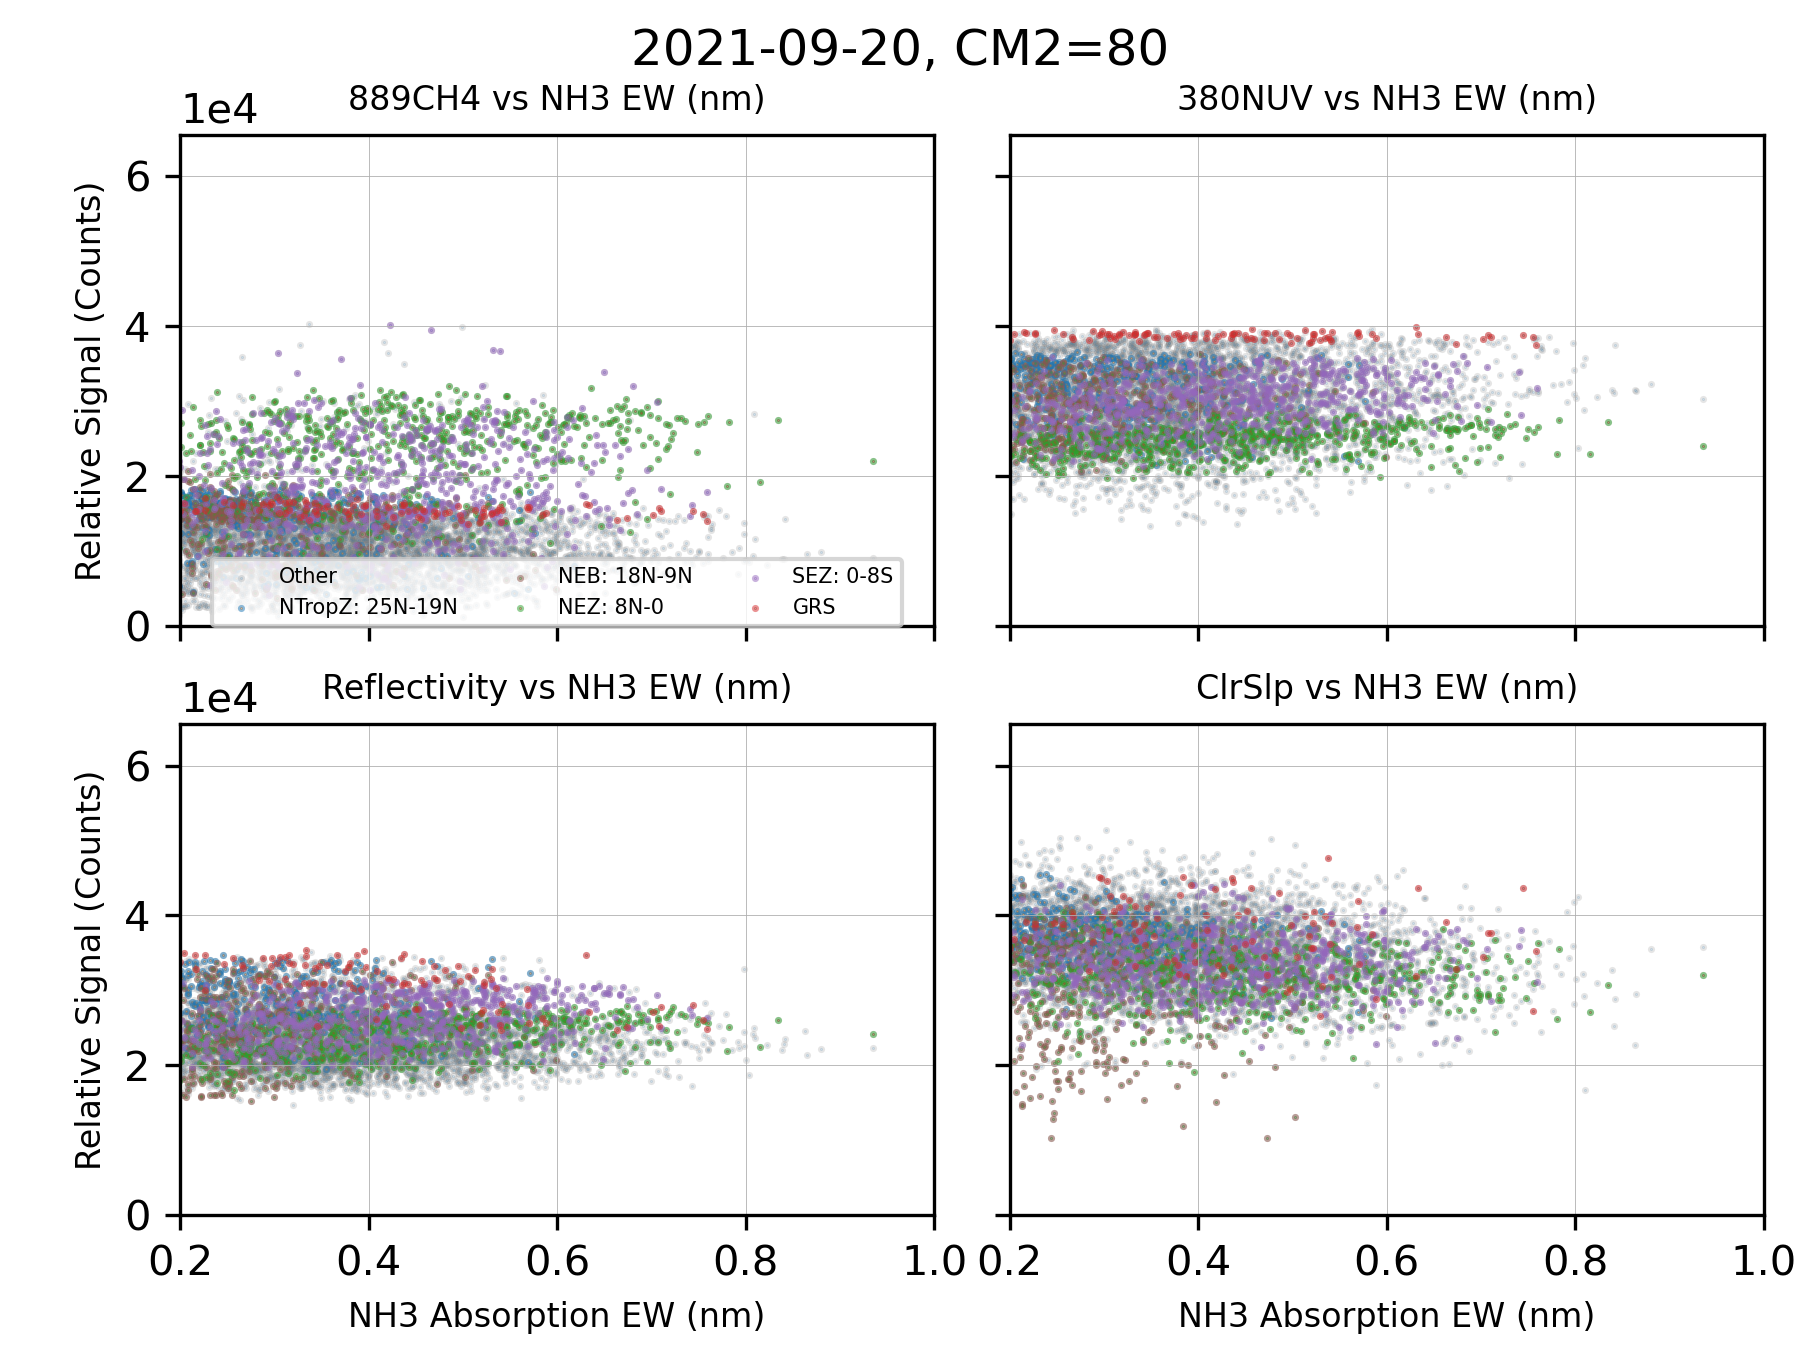 2021-09-20, CM2=80
1e4
889CH4 vs NH3 EW (nm)
380NUV vs NH3 EW (nm)
Relative Signal (Counts)
6
4
2
0
Other
NEB: 18N-9N
SEZ: 0-8S
NTropZ: 25N-19N
NEZ: 8N-0
GRS
1e4
Reflectivity vs NH3 EW (nm)
ClrSlp vs NH3 EW (nm)
Relative Signal (Counts)
6
4
2
0
0.2 0.4 0.6 0.8 1.0
0.2 0.4 0.6 0.8 1.0
NH3 Absorption EW (nm)
NH3 Absorption EW (nm)